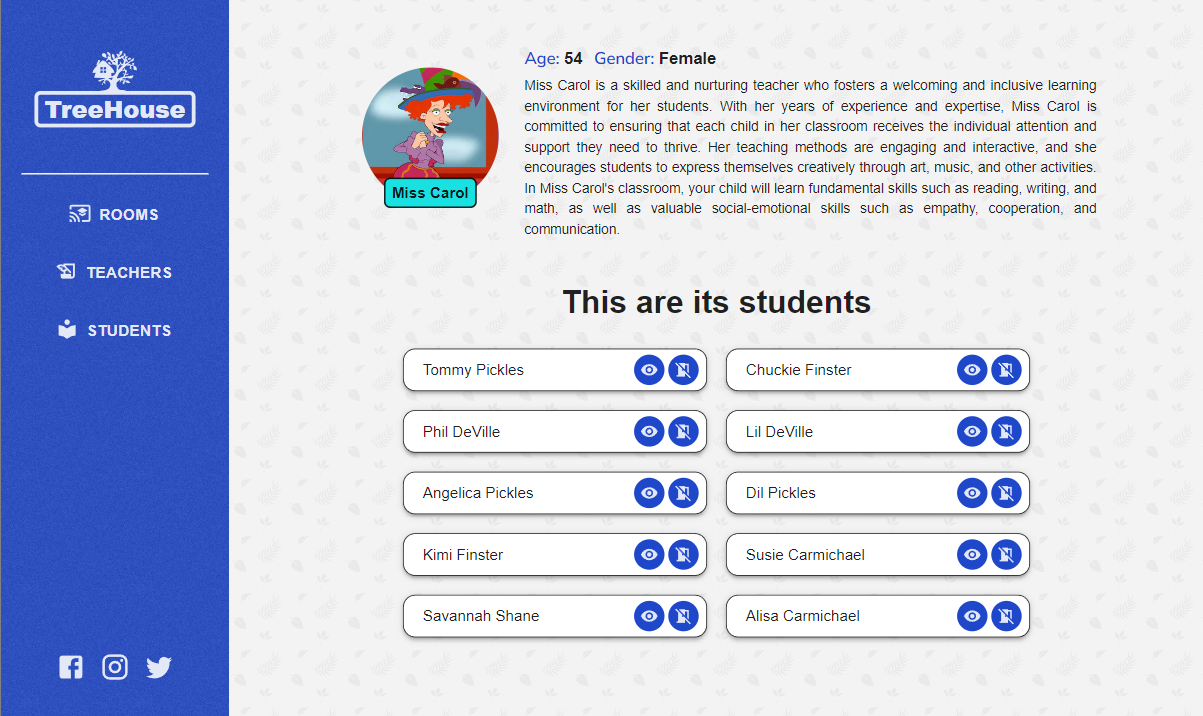 TreeHouse
ROOMS
TEACHERS
STUDENTS
Age: 54 Gender: Female
Miss Carol is a skilled and nurturing teacher who fosters a welcoming and inclusive learning
environment for her students. With her years of experience and expertise, Miss Carol is
committed to ensuring that each child in her classroom receives the individual attention and
support they need to thrive. Her teaching methods are engaging and interactive, and she
encourages students to express themselves creatively through art, music, and other activities.
In Miss Carol's classroom, your child will learn fundamental skills such as reading, writing, and
math, as well as valuable social-emotional skills such as empathy, cooperation, and
communication.
Miss Carol
This are its students
Tommy Pickles
Chuckie Finster
Phil DeVille
Lil DeVille
Angelica Pickles
Dil Pickles
Kimi Finster
Susie Carmichael
Savannah Shane
Alisa Carmichael